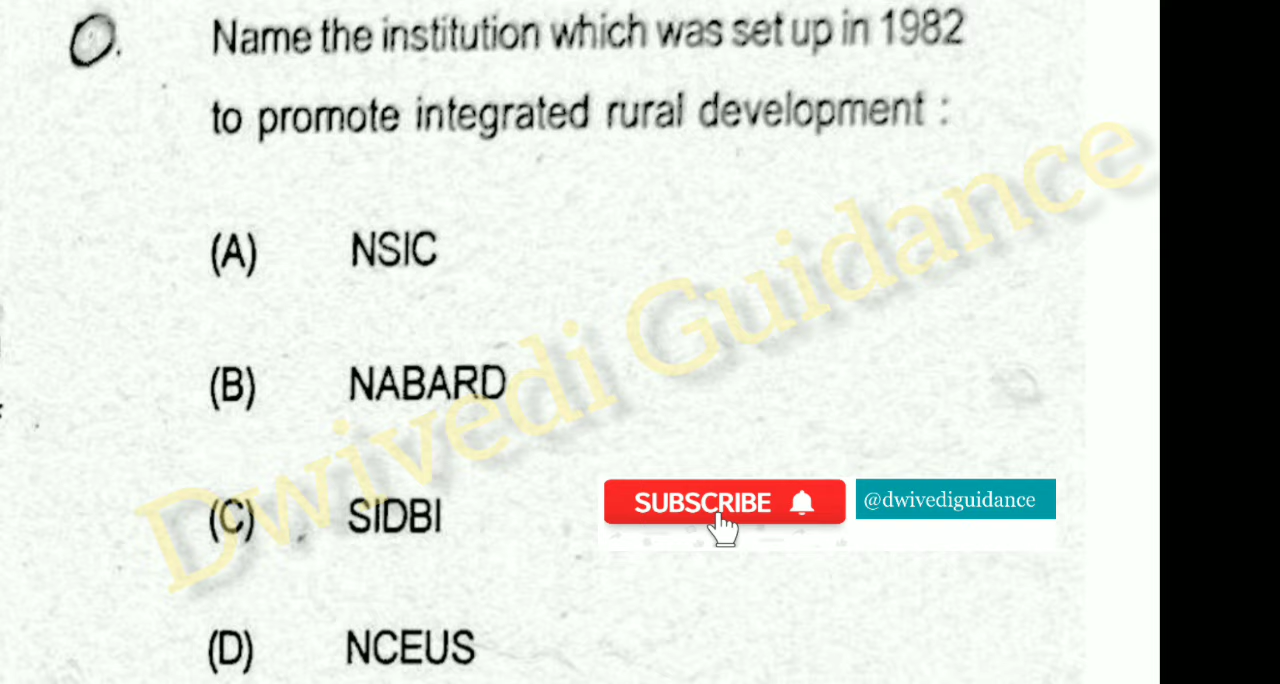 Q. Name the institution which was set up in 1982
to promote integrated rural development :
(A) NSIC
(B) NABARD
(C) SIDBI
(D) NCEUS
Dwivedi Guidance
SUBSCRIBE
@dwivediguidance